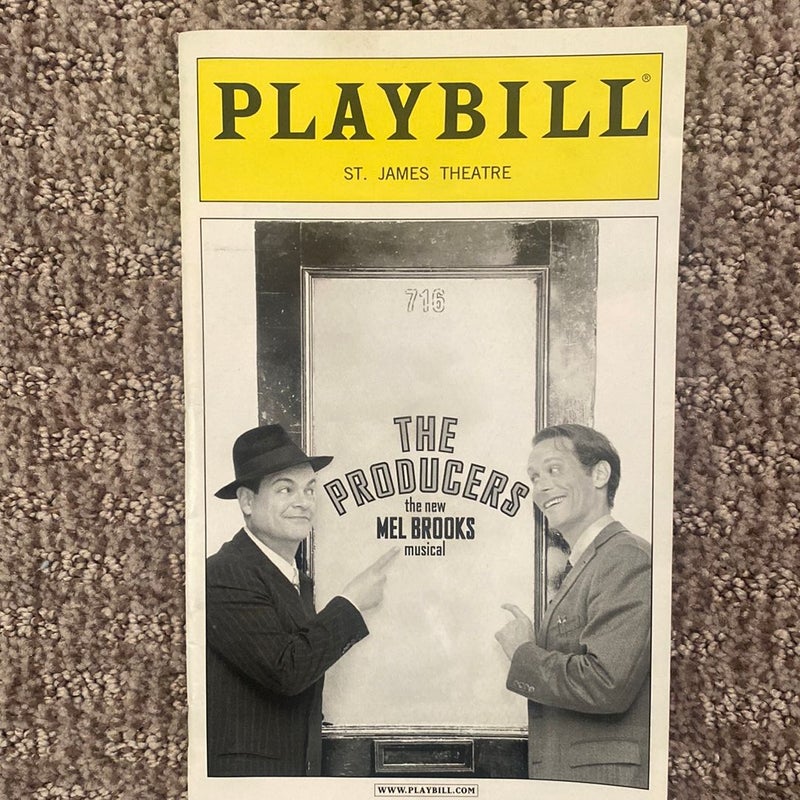 PLAYBILL®
ST. JAMES THEATRE
716
THE
PRODUCERS
the new
MEL BROOKS
musical
WWW.PLAYBILL.COM